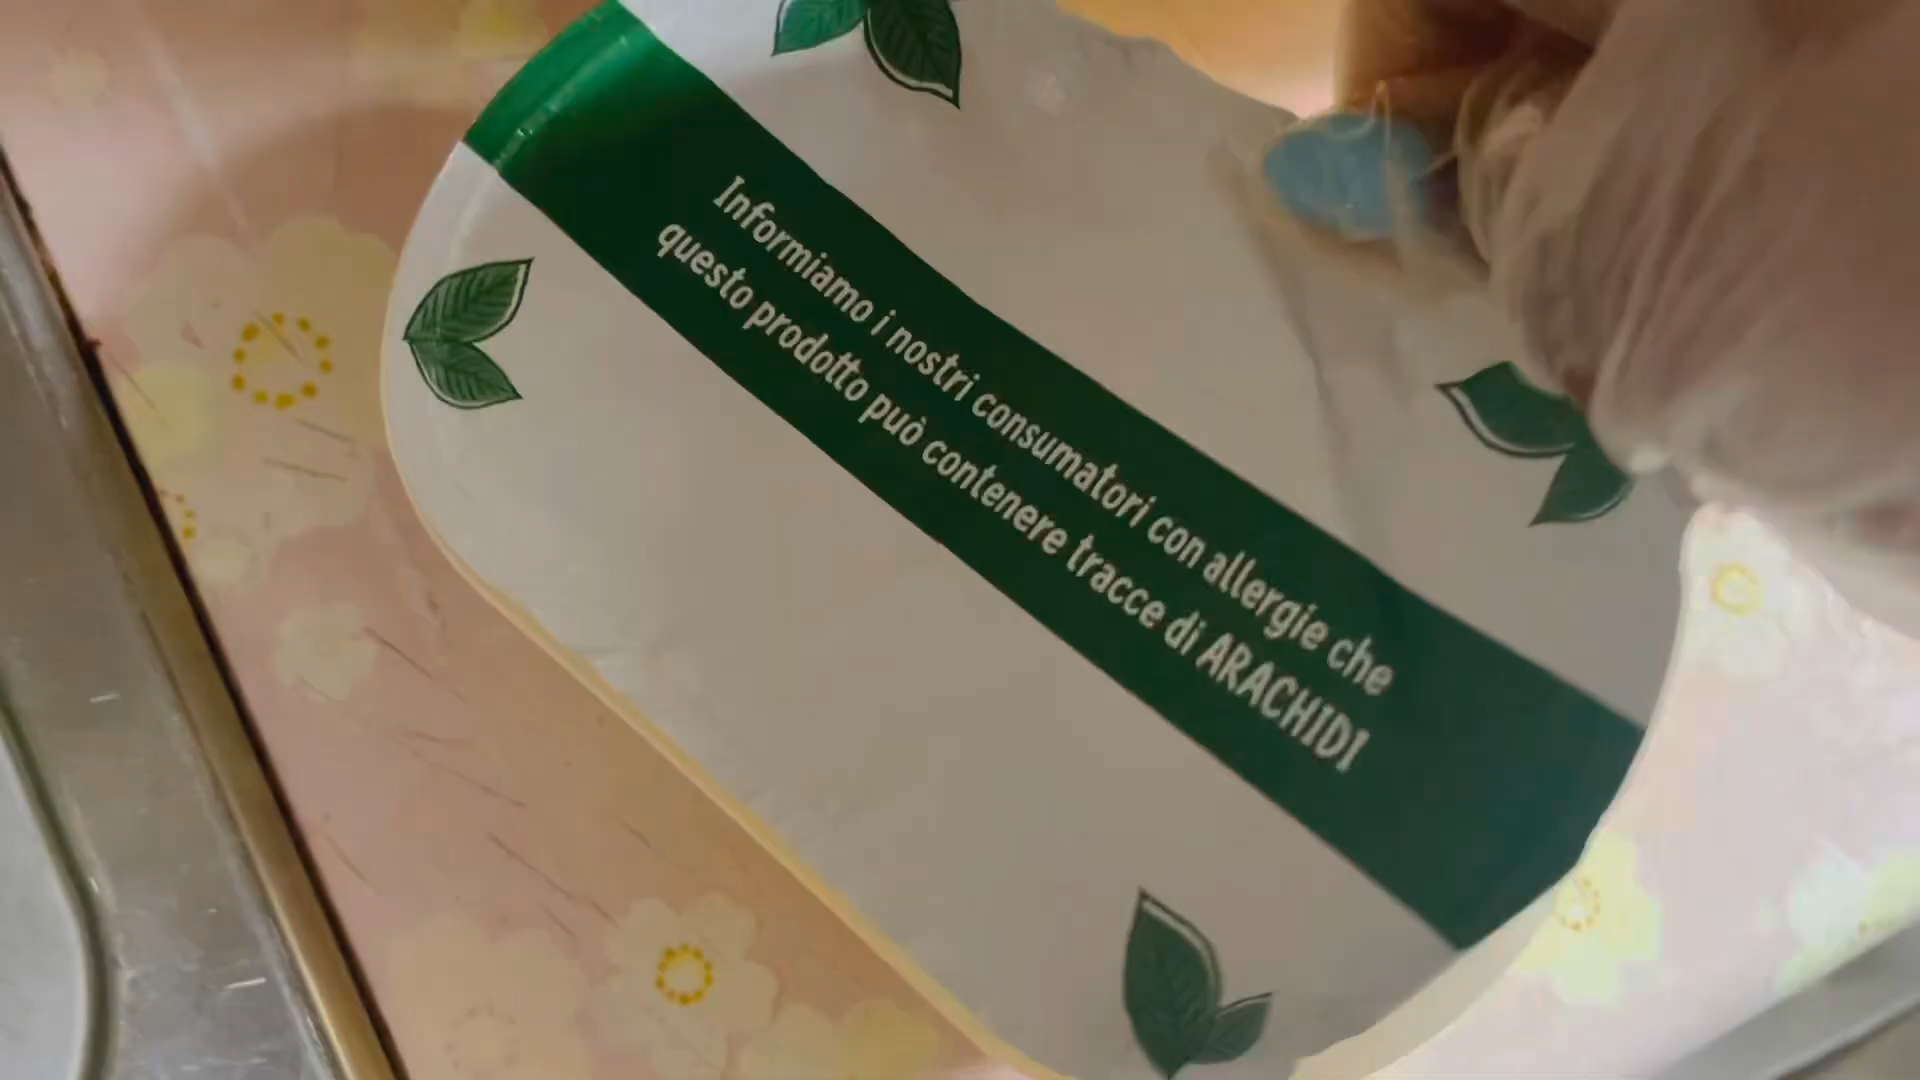 Informiamo i nostri consumatori con allergie che
questo prodotto può contenere tracce di ARACHIDI